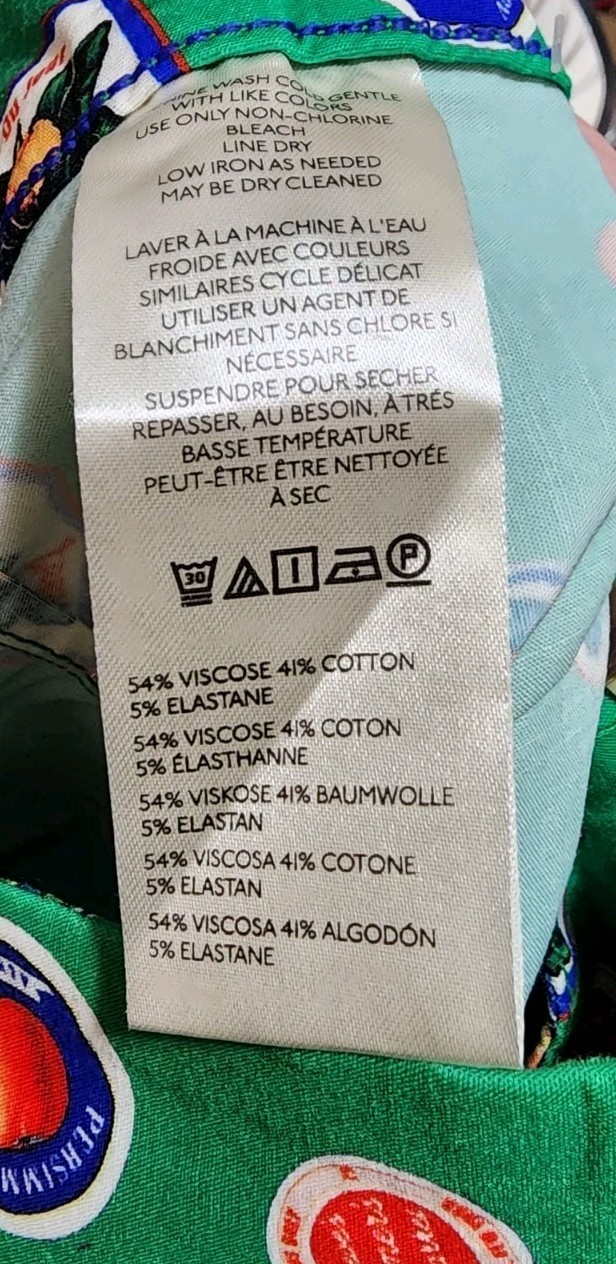 WASH COLD GENTLE
WITH LIKE COLORS
USE ONLY NON-CHLORINE
BLEACH
LINE DRY
LOW IRON AS NEEDED
MAY BE DRY CLEANED
LAVER À LA MACHINE À L'EAU
FROIDE AVEC COULEURS
SIMILAIRES CYCLE DÉLICAT
UTILISER UN AGENT DE
BLANCHIMENT SANS CHLORE SI
NÉCESSAIRE
SUSPENDRE POUR SECHER
REPASSER, AU BESOIN, À TRÉS
BASSE TEMPÉRATURE
PEUT-ÊTRE ÊTRE NETTOYÉE
À SEC
30
P
54% VISCOSE 41% COTTON
5% ELASTANE
54% VISCOSE 41% COTON
5% ÉLASTHANNE
54% VISKOSE 41% BAUMWOLLE
5% ELASTAN
54% VISCOSA 41% COTONE
5% ELASTAN
54% VISCOSA 41% ALGODÓN
5% ELASTANE
PERSIMM